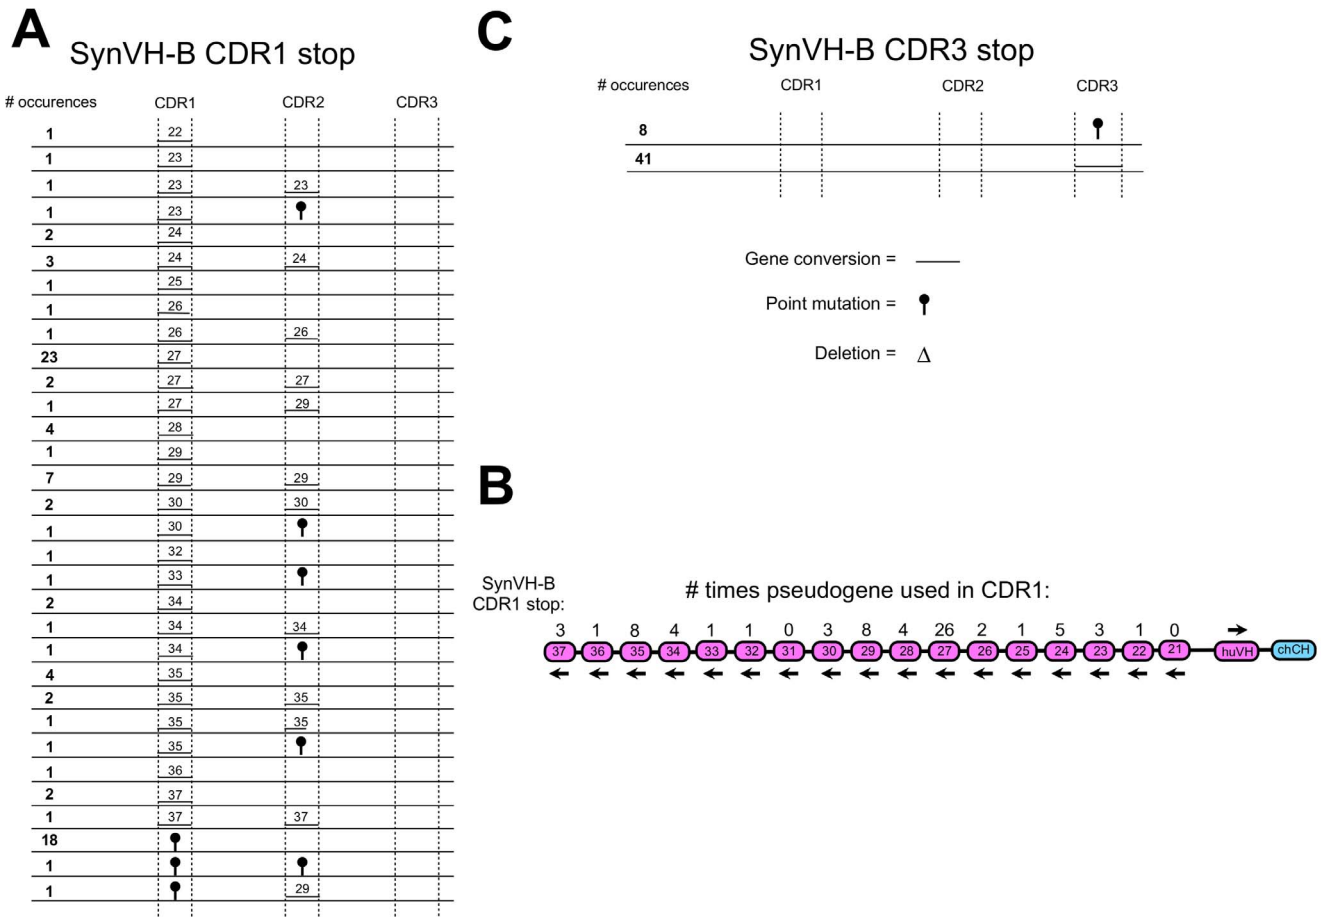 A
SynVH-B CDR1 stop
# occurences CDR1 CDR2 CDR3
1 22
1 23
1 23 23
1 23
2 24
3 24 24
1 25
1 26
1 26 26
23 27
2 27 27
1 27 29
4 28
1 29
7 29 29
2 30 30
1 30
1 32
1 33
2 34
1 34 34
1 34
4 35
2 35 35
1 35 35
1 35
1 36
2 37
1 37 37
18
1
1 29
C
SynVH-B CDR3 stop
# occurences CDR1 CDR2 CDR3
8
41
Gene conversion =
Point mutation =
Deletion = Δ
B
SynVH-B
CDR1 stop:
# times pseudogene used in CDR1:
3 1 8 4 1 1 0 3 8 4 26 2 1 5 3 1 0
37 36 35 34 33 32 31 30 29 28 27 26 25 24 23 22 21 huVH chCH